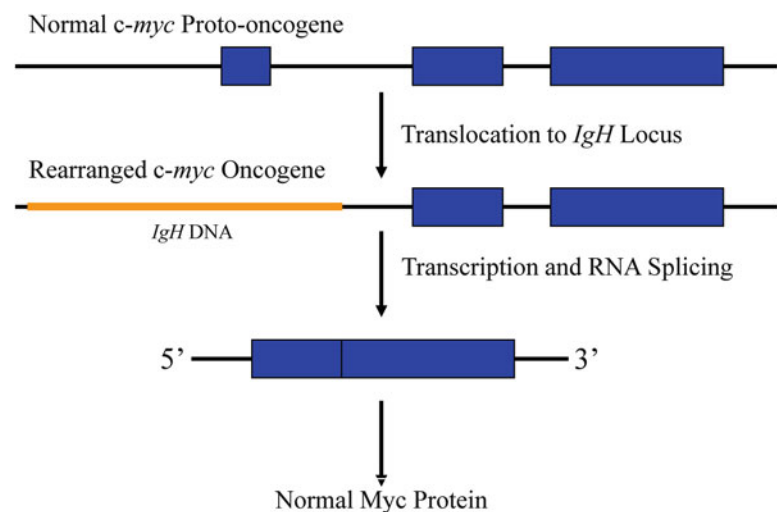 Normal c-myc Proto-oncogene
Translocation to IgH Locus
Rearranged c-myc Oncogene
IgH DNA
Transcription and RNA Splicing
5’ 3’
Normal Myc Protein